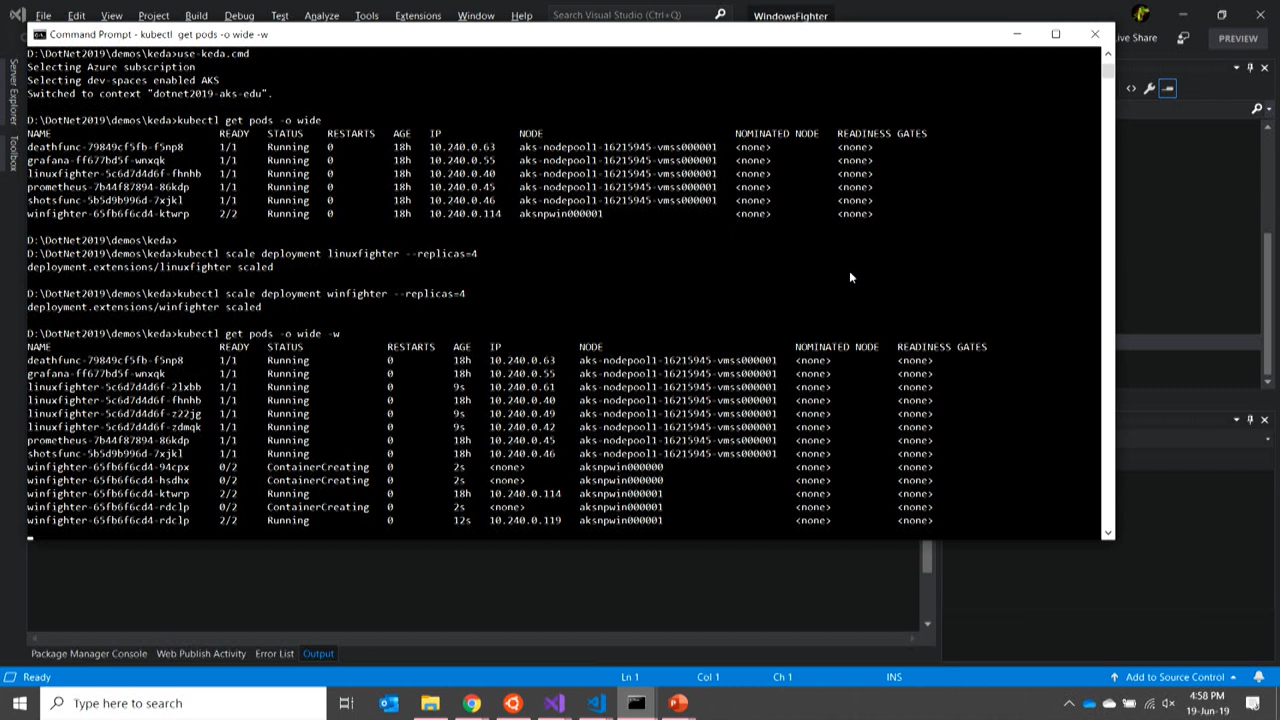 File Edit View Project Build Debug Test Analyze Tools Extensions Window Help Search Visual Studio (Ctrl+Q) WindowsFighter
Command Prompt - kubectl get pods -o wide -w
ive Share PREVIEW
Server Explorer
Toolbox
D:\DotNet2019\demos\keda>use-keda.cmd
Selecting Azure subscription
Selecting dev-spaces enabled AKS
Switched to context "dotnet2019-aks-edu".
D:\DotNet2019\demos\keda>kubectl get pods -o wide
NAME READY STATUS RESTARTS AGE IP NODE NOMINATED NODE READINESS GATES
deathfunc-79849cf5fb-f5np8 1/1 Running 0 18h 10.240.0.63 aks-nodepool1-16215945-vmss000001 <none> <none>
grafana-ff677bd5f-wnxqk 1/1 Running 0 18h 10.240.0.55 aks-nodepool1-16215945-vmss000001 <none> <none>
linuxfighter-5c6d7d4d6f-fhnhb 1/1 Running 0 18h 10.240.0.40 aks-nodepool1-16215945-vmss000001 <none> <none>
prometheus-7b44f87894-86kdp 1/1 Running 0 18h 10.240.0.45 aks-nodepool1-16215945-vmss000001 <none> <none>
shotsfunc-5b5d9b996d-7xjkl 1/1 Running 0 18h 10.240.0.46 aks-nodepool1-16215945-vmss000001 <none> <none>
winfighter-65fb6f6cd4-ktwrp 2/2 Running 0 18h 10.240.0.114 aksnpwin000001 <none> <none>
D:\DotNet2019\demos\keda>
D:\DotNet2019\demos\keda>kubectl scale deployment linuxfighter --replicas=4
deployment.extensions/linuxfighter scaled
D:\DotNet2019\demos\keda>kubectl scale deployment winfighter --replicas=4
deployment.extensions/winfighter scaled
D:\DotNet2019\demos\keda>kubectl get pods -o wide -w
NAME READY STATUS RESTARTS AGE IP NODE NOMINATED NODE READINESS GATES
deathfunc-79849cf5fb-f5np8 1/1 Running 0 18h 10.240.0.63 aks-nodepool1-16215945-vmss000001 <none> <none>
grafana-ff677bd5f-wnxqk 1/1 Running 0 18h 10.240.0.55 aks-nodepool1-16215945-vmss000001 <none> <none>
linuxfighter-5c6d7d4d6f-2lxbb 1/1 Running 0 9s 10.240.0.61 aks-nodepool1-16215945-vmss000001 <none> <none>
linuxfighter-5c6d7d4d6f-fhnhb 1/1 Running 0 18h 10.240.0.40 aks-nodepool1-16215945-vmss000001 <none> <none>
linuxfighter-5c6d7d4d6f-z22jg 1/1 Running 0 9s 10.240.0.49 aks-nodepool1-16215945-vmss000001 <none> <none>
linuxfighter-5c6d7d4d6f-zdmqk 1/1 Running 0 9s 10.240.0.42 aks-nodepool1-16215945-vmss000001 <none> <none>
prometheus-7b44f87894-86kdp 1/1 Running 0 18h 10.240.0.45 aks-nodepool1-16215945-vmss000001 <none> <none>
shotsfunc-5b5d9b996d-7xjkl 1/1 Running 0 18h 10.240.0.46 aks-nodepool1-16215945-vmss000001 <none> <none>
winfighter-65fb6f6cd4-94cpx 0/2 ContainerCreating 0 2s <none> aksnpwin000000 <none> <none>
winfighter-65fb6f6cd4-hsdhx 0/2 ContainerCreating 0 2s <none> aksnpwin000000 <none> <none>
winfighter-65fb6f6cd4-ktwrp 2/2 Running 0 18h 10.240.0.114 aksnpwin000001 <none> <none>
winfighter-65fb6f6cd4-rdclp 0/2 ContainerCreating 0 2s <none> aksnpwin000001 <none> <none>
winfighter-65fb6f6cd4-rdclp 2/2 Running 0 12s 10.240.0.119 aksnpwin000001 <none> <none>
Package Manager Console Web Publish Activity Error List Output
Ready Ln 1 Col 1 Ch 1 INS Add to Source Control
Type here to search 4:58 PM
19-Jun-19